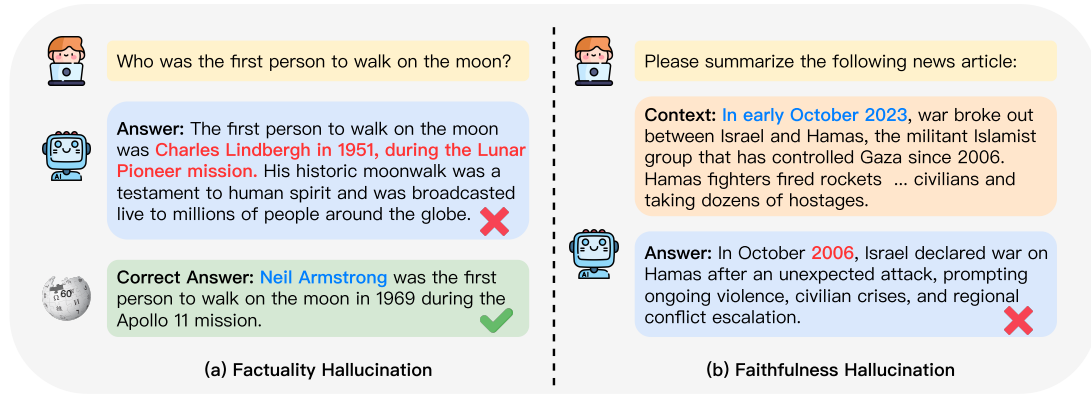 Who was the first person to walk on the moon?
Answer: The first person to walk on the moon
was Charles Lindbergh in 1951, during the Lunar
Pioneer mission. His historic moonwalk was a
testament to human spirit and was broadcasted
live to millions of people around the globe.
Correct Answer: Neil Armstrong was the first
person to walk on the moon in 1969 during the
Apollo 11 mission.
(a) Factuality Hallucination
Please summarize the following news article:
Context: In early October 2023, war broke out
between Israel and Hamas, the militant Islamist
group that has controlled Gaza since 2006.
Hamas fighters fired rockets ... civilians and
taking dozens of hostages.
Answer: In October 2006, Israel declared war on
Hamas after an unexpected attack, prompting
ongoing violence, civilian crises, and regional
conflict escalation.
(b) Faithfulness Hallucination
AI
AI